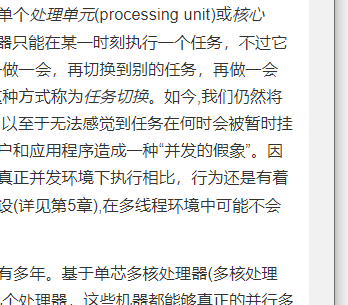 单个处理单元(processing unit)或核心
器只能在某一时刻执行一个任务，不过它
做一会，再切换到别的任务，再做一会
这种方式称为任务切换。如今,我们仍然将
，以至于无法感觉到任务在何时会被暂时挂
户和应用程序造成一种“并发的假象”。因
真正并发环境下执行相比，行为还是有着
设(详见第5章),在多线程环境中可能不会
有多年。基于单芯多核处理器(多核处理
个处理器，这些机器都能够真正的并行多